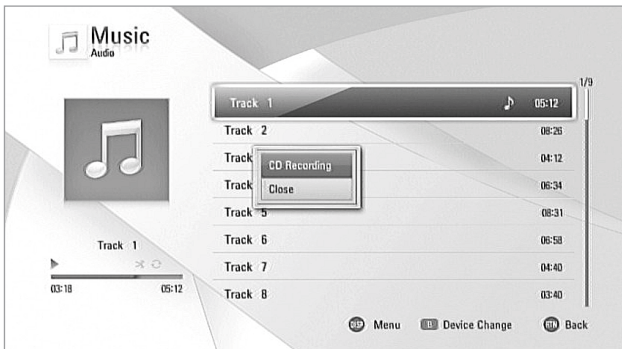 Music
Audio
1/9
Track 1 05:12
Track 2 08:26
Track 04:12
CD Recording
Track 06:34
Close
Track 5 08:31
Track 6 06:58
Track 7 04:40
Track 8 03:40
Track 1
03:18 05:12
DISP Menu B Device Change RTN Back